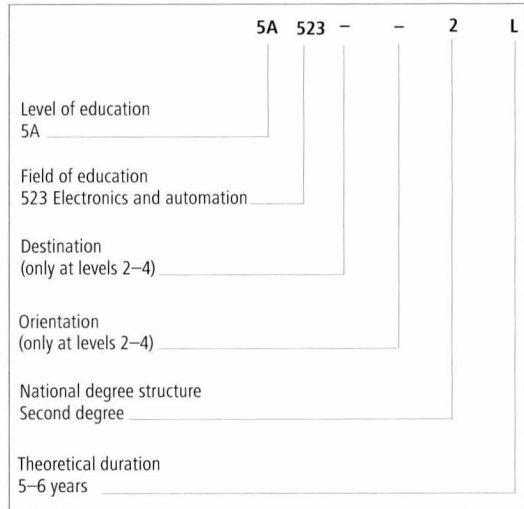 5A 523 – – 2 L
Level of education
5A
Field of education
523 Electronics and automation
Destination
(only at levels 2–4)
Orientation
(only at levels 2–4)
National degree structure
Second degree
Theoretical duration
5–6 years